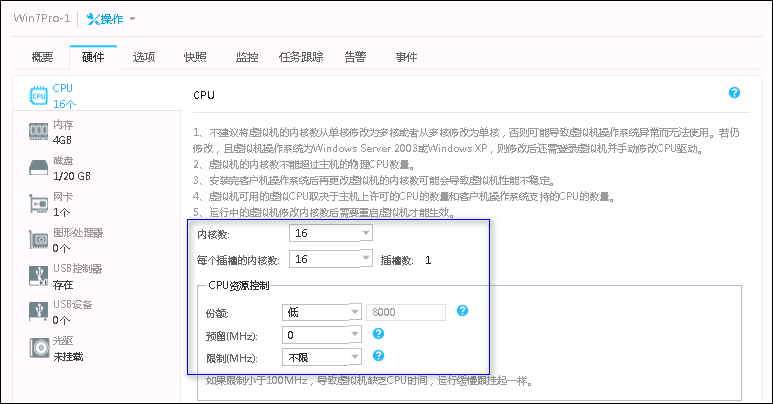 Win7Pro-1 操作
概要 硬件 选项 快照 监控 任务跟踪 告警 事件
CPU
16个
内存
4GB
磁盘
1/20 GB
网卡
1个
图形处理器
0个
USB控制器
存在
USB设备
0个
光驱
未挂载
CPU
1、不建议将虚拟机的内核数从单核修改为多核或者从多核修改为单核，否则可能导致虚拟机操作系统异常而无法使用。若仍
修改，且虚拟机操作系统为Windows Server 2003或Windows XP，则修改后还需登录虚拟机并手动修改CPU驱动。
2、虚拟机的内核数不能超过主机的物理CPU数量。
3、安装完客户机操作系统后再更改虚拟机的内核数可能会导致虚拟机性能不稳定。
4、虚拟机可用的虚拟CPU取决于主机上许可的CPU的数量和客户机操作系统支持的CPU的数量。
5、运行中的虚拟机修改内核数后需要重启虚拟机才能生效。
内核数: 16
每个插槽的内核数: 16 插槽数: 1
CPU资源控制
份额: 低 8000
预留(MHz): 0
限制(MHz): 不限
如果限制小于100MHz，导致虚拟机缺乏CPU时间，运行缓慢跟挂起一样。